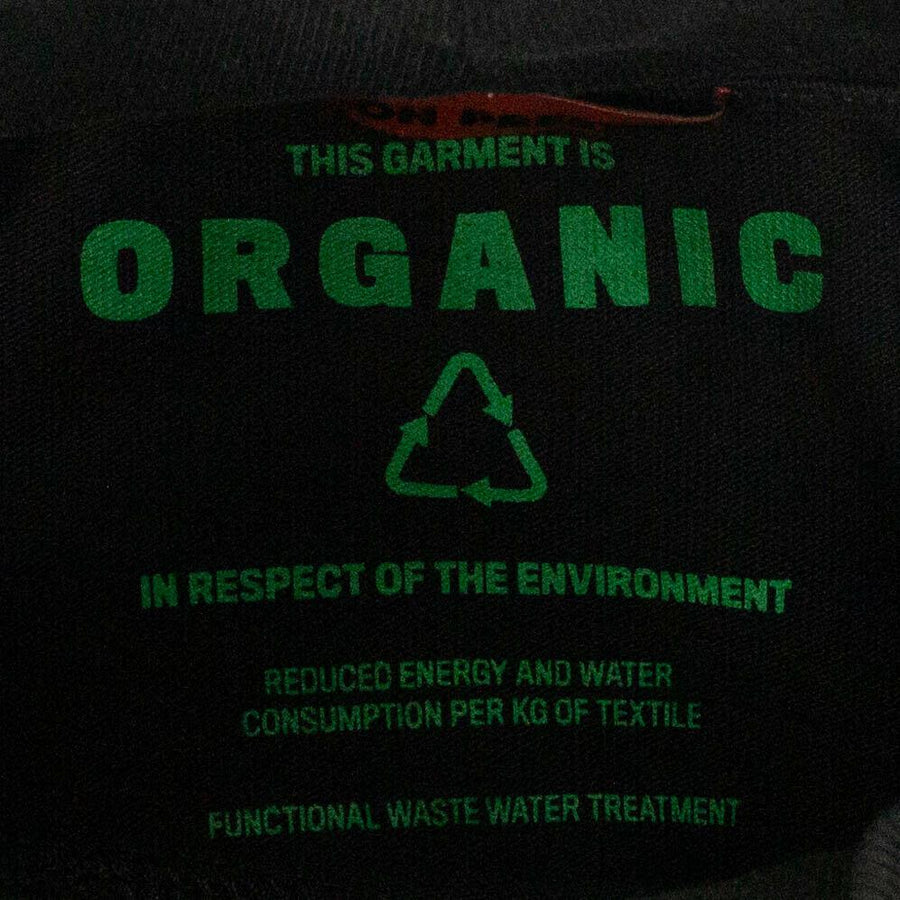 THIS GARMENT IS
ORGANIC
IN RESPECT OF THE ENVIRONMENT
REDUCED ENERGY AND WATER
CONSUMPTION PER KG OF TEXTILE
FUNCTIONAL WASTE WATER TREATMENT